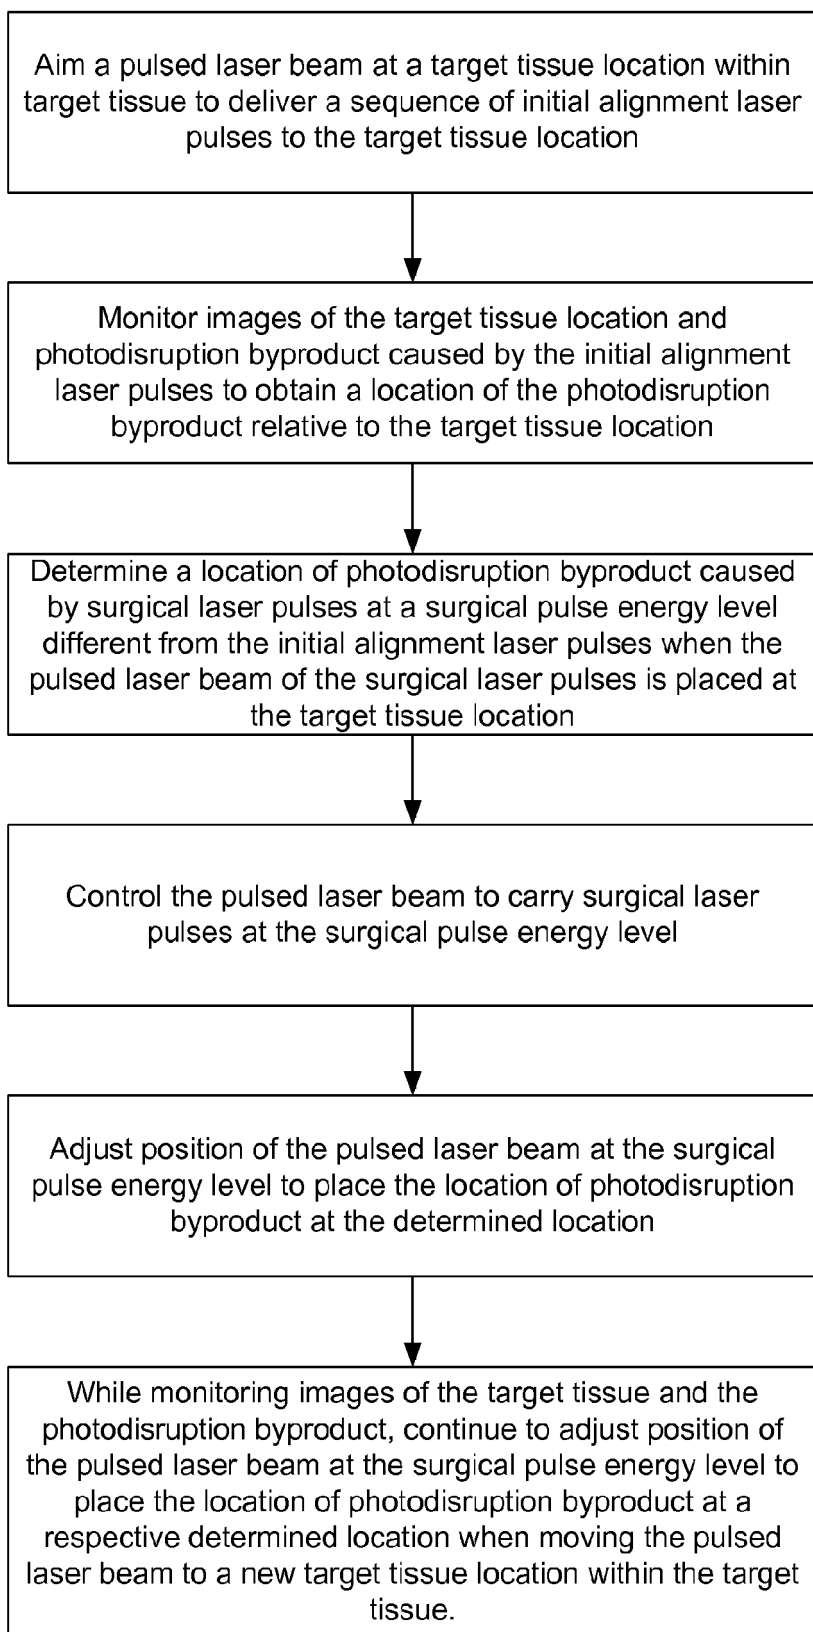 Aim a pulsed laser beam at a target tissue location within
target tissue to deliver a sequence of initial alignment laser
pulses to the target tissue location
Monitor images of the target tissue location and
photodisruption byproduct caused by the initial alignment
laser pulses to obtain a location of the photodisruption
byproduct relative to the target tissue location
Determine a location of photodisruption byproduct caused
by surgical laser pulses at a surgical pulse energy level
different from the initial alignment laser pulses when the
pulsed laser beam of the surgical laser pulses is placed at
the target tissue location
Control the pulsed laser beam to carry surgical laser
pulses at the surgical pulse energy level
Adjust position of the pulsed laser beam at the surgical
pulse energy level to place the location of photodisruption
byproduct at the determined location
While monitoring images of the target tissue and the
photodisruption byproduct, continue to adjust position of
the pulsed laser beam at the surgical pulse energy level to
place the location of photodisruption byproduct at a
respective determined location when moving the pulsed
laser beam to a new target tissue location within the target
tissue.